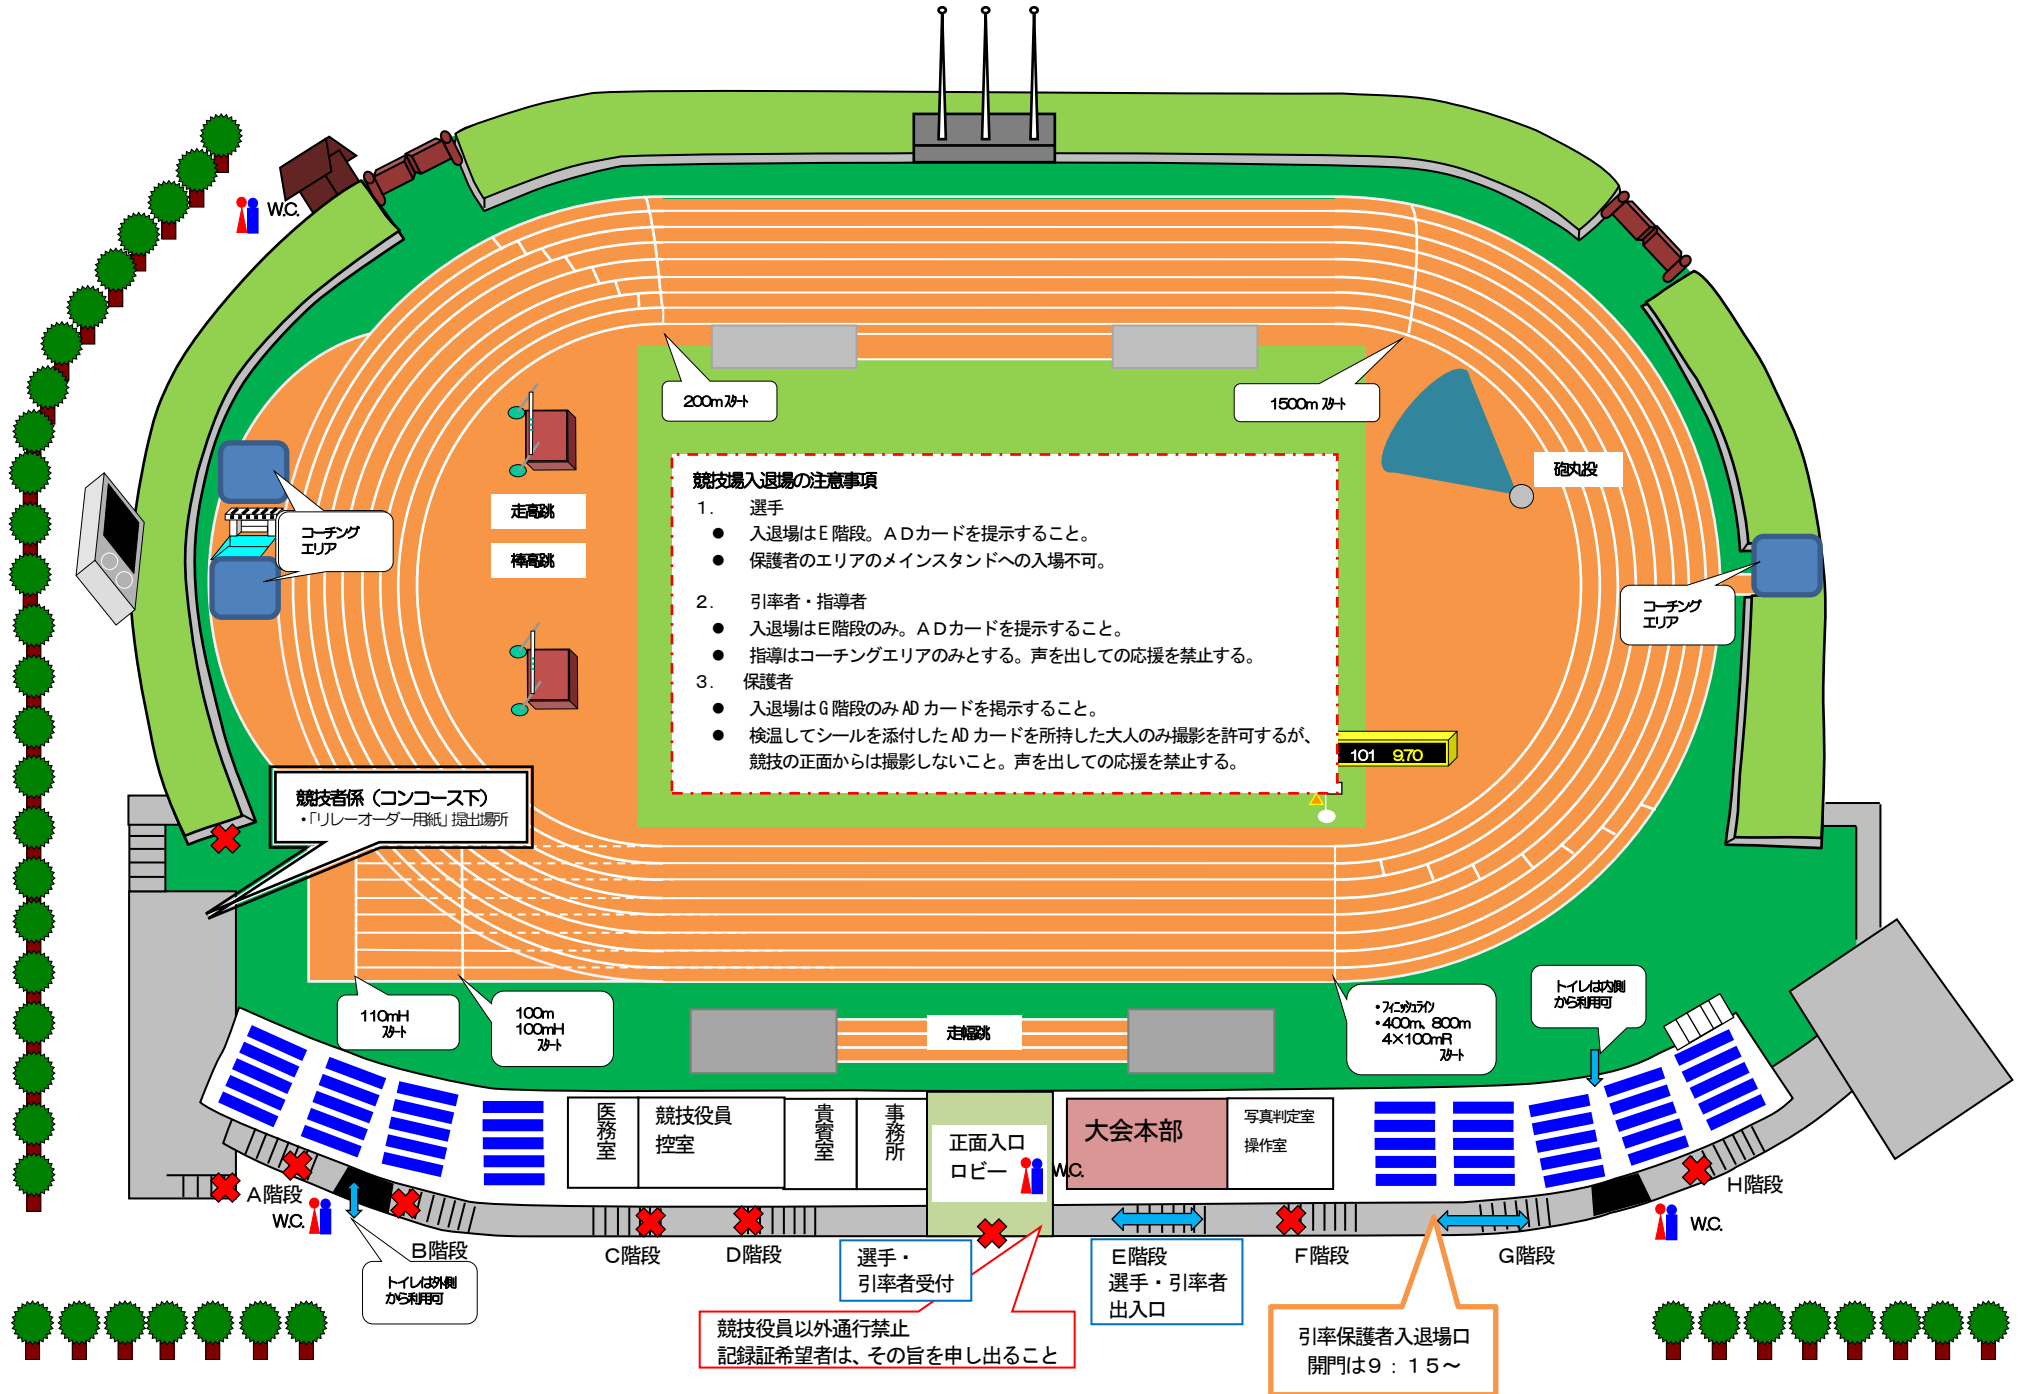 W.C.
200mｽﾀｰﾄ
1500mｽﾀｰﾄ
砲丸投
走高跳
棒高跳
コーチング
エリア
コーチング
エリア
競技場入退場の注意事項
1. 選手
● 入退場はE階段。ADカードを提示すること。
● 保護者のエリアのメインスタンドへの入場不可。
2. 引率者・指導者
● 入退場はE階段のみ。ADカードを提示すること。
● 指導はコーチングエリアのみとする。声を出しての応援を禁止する。
3. 保護者
● 入退場はG階段のみADカードを掲示すること。
● 検温してシールを添付したADカードを所持した大人のみ撮影を許可するが、
競技の正面からは撮影しないこと。声を出しての応援を禁止する。
101 9.70
競技者係（コンコース下）
・「リレーオーダー用紙」提出場所
110mH
ｽﾀｰﾄ
100m
100mH
ｽﾀｰﾄ
走幅跳
・ﾌｨﾆｯｼｭﾗｲﾝ
・400m、800m
4×100mR
ｽﾀｰﾄ
トイレは内側
から利用可
医務室
競技役員
控室
貴賓室
事務所
正面入口
ロビー
W.C.
大会本部
写真判定室
操作室
A階段
W.C.
B階段
トイレは外側
から利用可
C階段
D階段
選手・
引率者受付
競技役員以外通行禁止
記録証希望者は、その旨を申し出ること
E階段
選手・引率者
出入口
F階段
G階段
引率保護者入退場口
開門は9：15～
H階段
W.C.